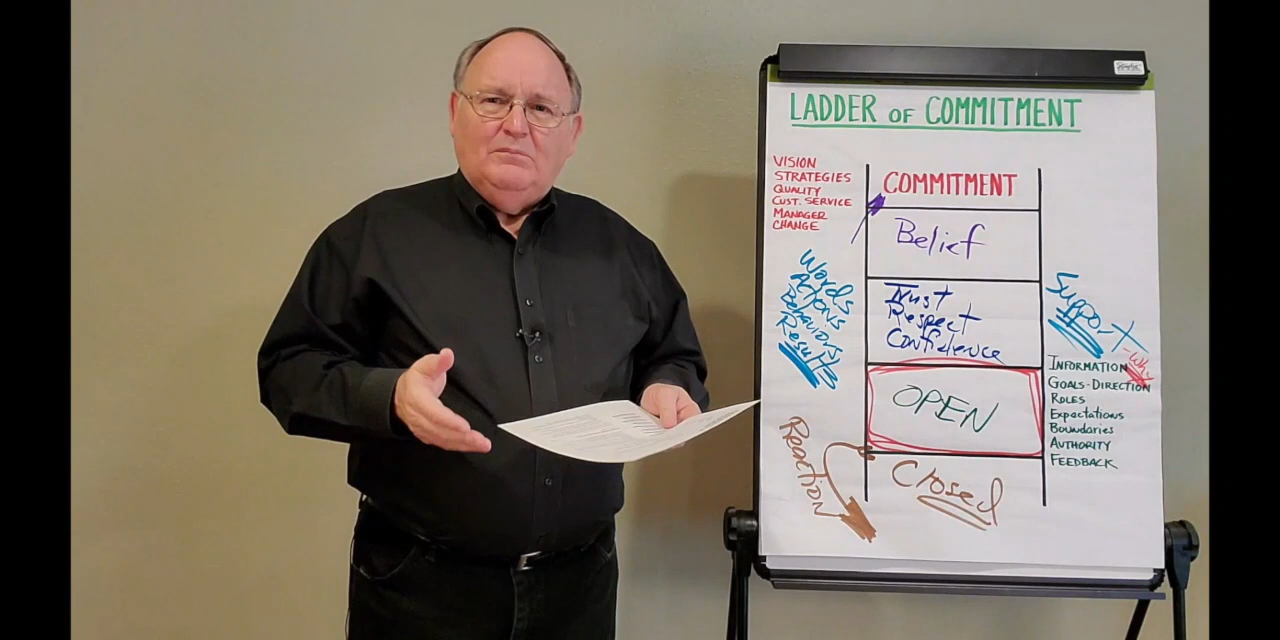 LADDER OF COMMITMENT
VISION
STRATEGIES
QUALITY
CUST. SERVICE
MANAGER
CHANGE
COMMITMENT
Belief
Words
Actions
Behaviors
Results
Trust
Respect
Confidence
Support
Why
INFORMATION
GOALS-DIRECTION
ROLES
Expectations
Boundaries
AUTHORITY
FEEDBACK
OPEN
Reaction
Closed